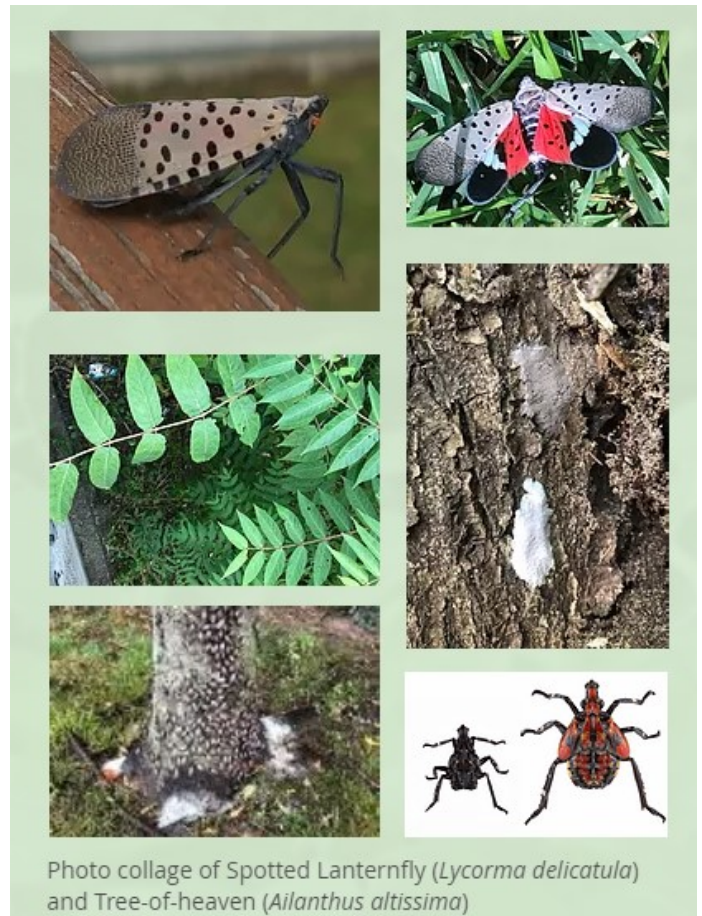 Photo collage of Spotted Lanternfly (Lycorma delicatula)
and Tree-of-heaven (Ailanthus altissima)